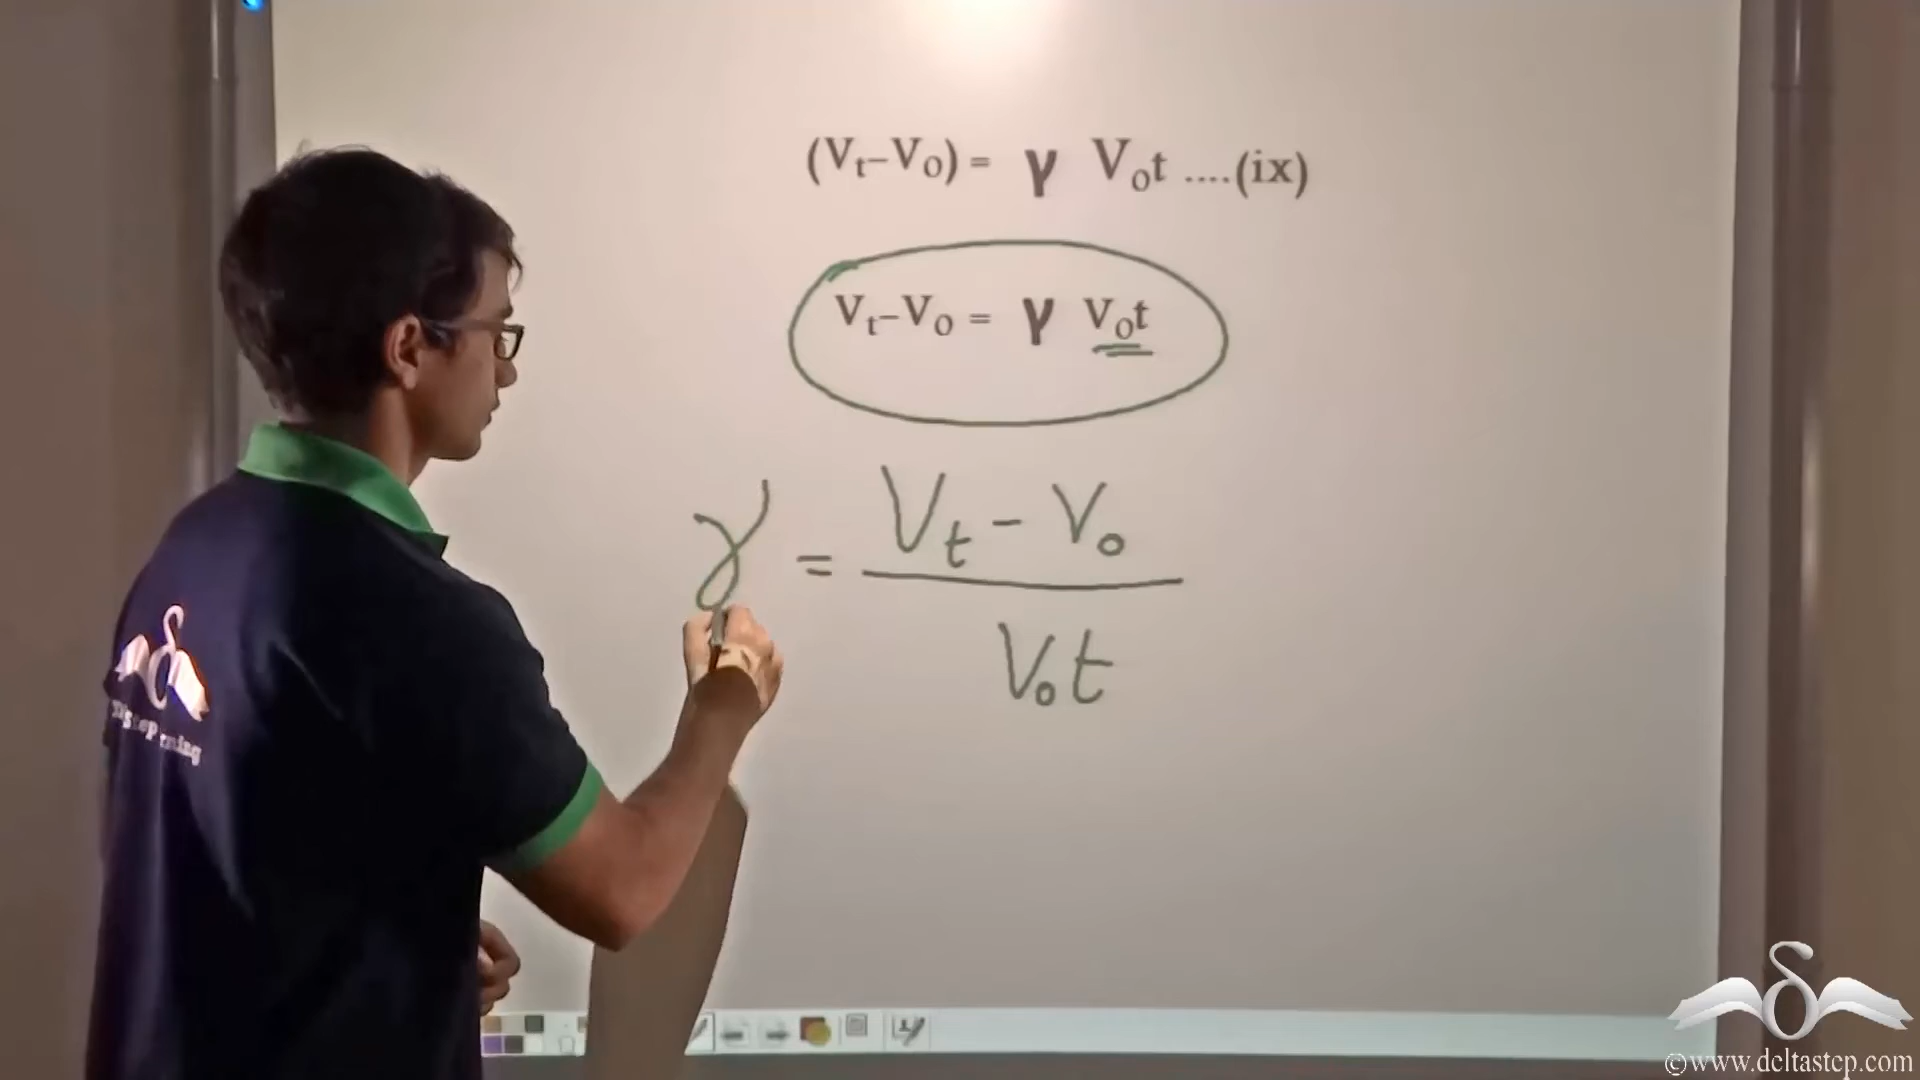 (Vₜ–V₀) = γ V₀t ....(ix)
Vₜ–V₀ = γ V₀t
γ = (Vₜ - V₀) / (V₀t)
©www.deltastep.com